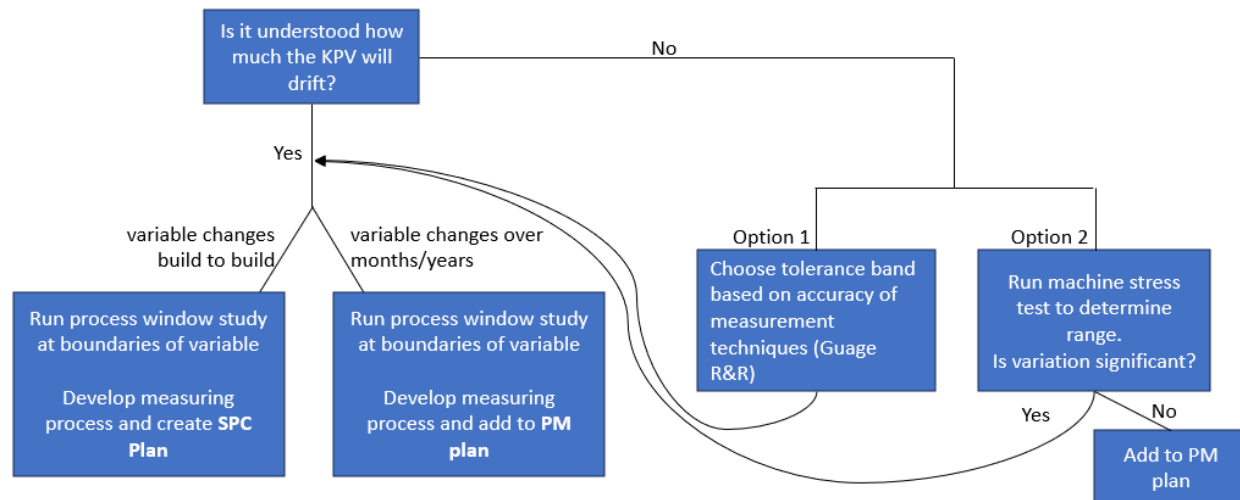 Is it understood how
much the KPV will
drift?
No
Yes
variable changes
build to build
variable changes over
months/years
Option 1
Option 2
Run process window study
at boundaries of variable
Develop measuring
process and create SPC
Plan
Run process window study
at boundaries of variable
Develop measuring
process and add to PM
plan
Choose tolerance band
based on accuracy of
measurement
techniques (Guage
R&R)
Run machine stress
test to determine
range.
Is variation significant?
Yes
No
Add to PM
plan